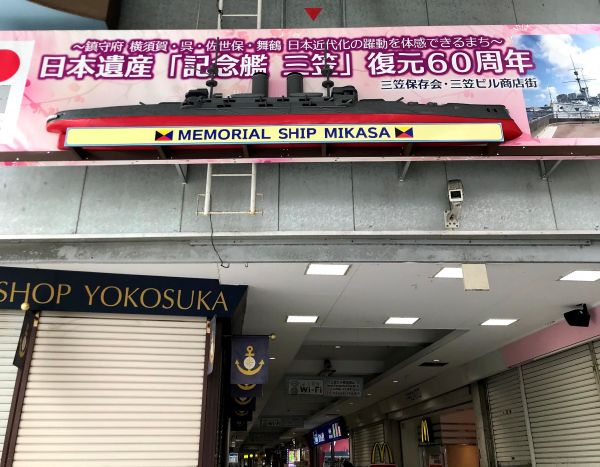 ～鎮守府 横須賀・呉・佐世保・舞鶴 日本近代化の躍動を体感できるまち～
日本遺産「記念艦 三笠」復元60周年
三笠保存会・三笠ビル商店街
MEMORIAL SHIP MIKASA
SHOP YOKOSUKA
Wi-Fi